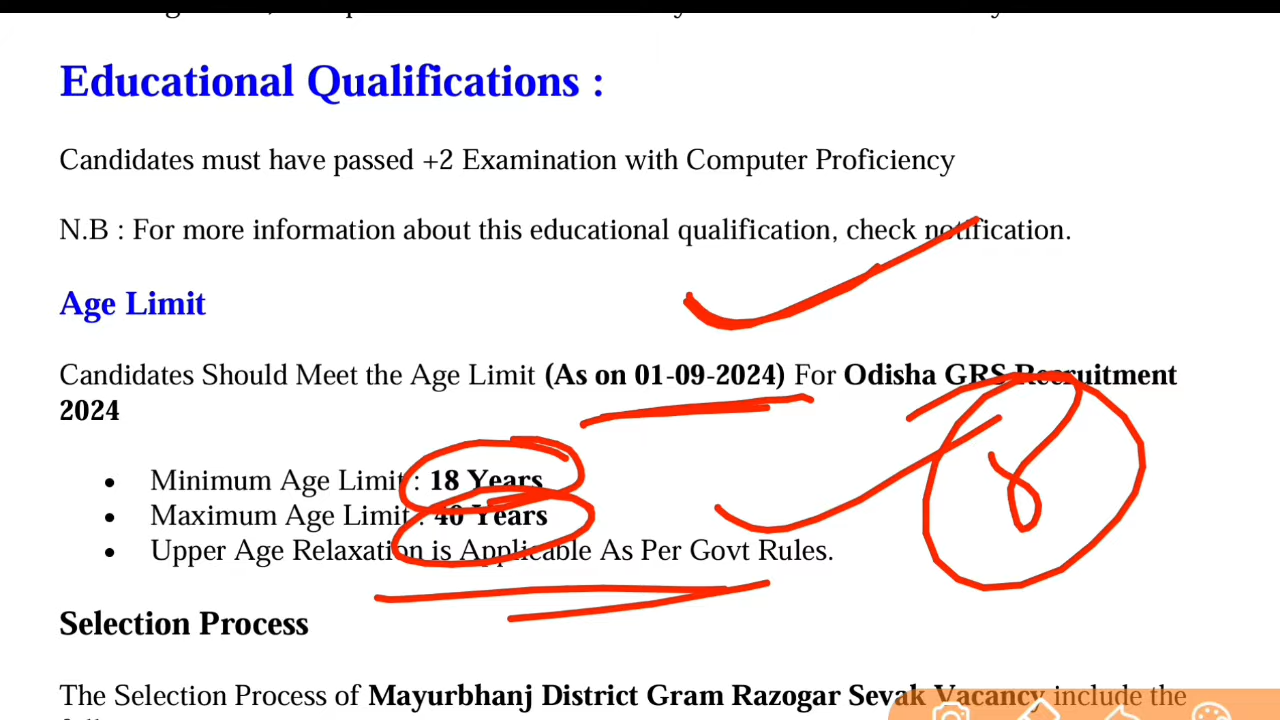 Educational Qualifications :
Candidates must have passed +2 Examination with Computer Proficiency
N.B : For more information about this educational qualification, check notification.
Age Limit
Candidates Should Meet the Age Limit (As on 01-09-2024) For Odisha GRS Recruitment
2024
• Minimum Age Limit : 18 Years
• Maximum Age Limit : 40 Years
• Upper Age Relaxation is Applicable As Per Govt Rules.
Selection Process
The Selection Process of Mayurbhanj District Gram Razogar Sevak Vacancy include the